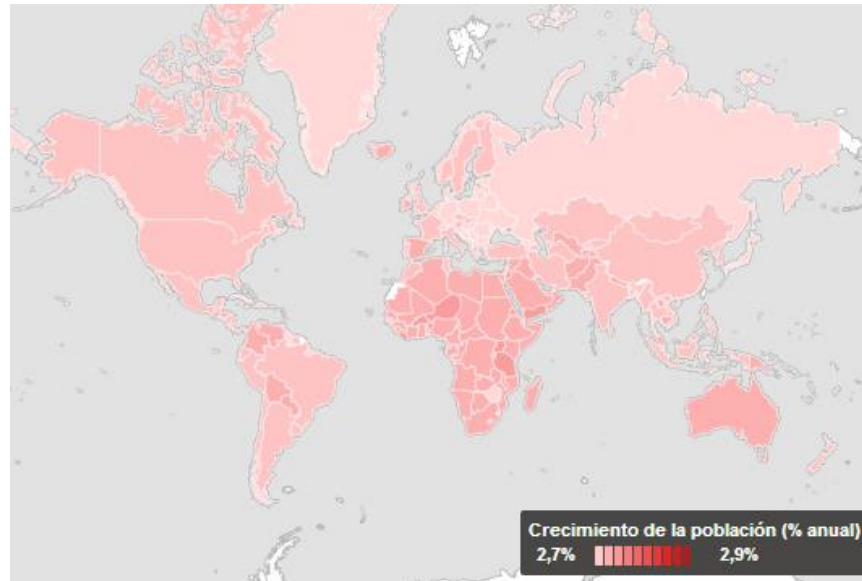 Crecimiento de la población (% anual)
2,7% 2,9%